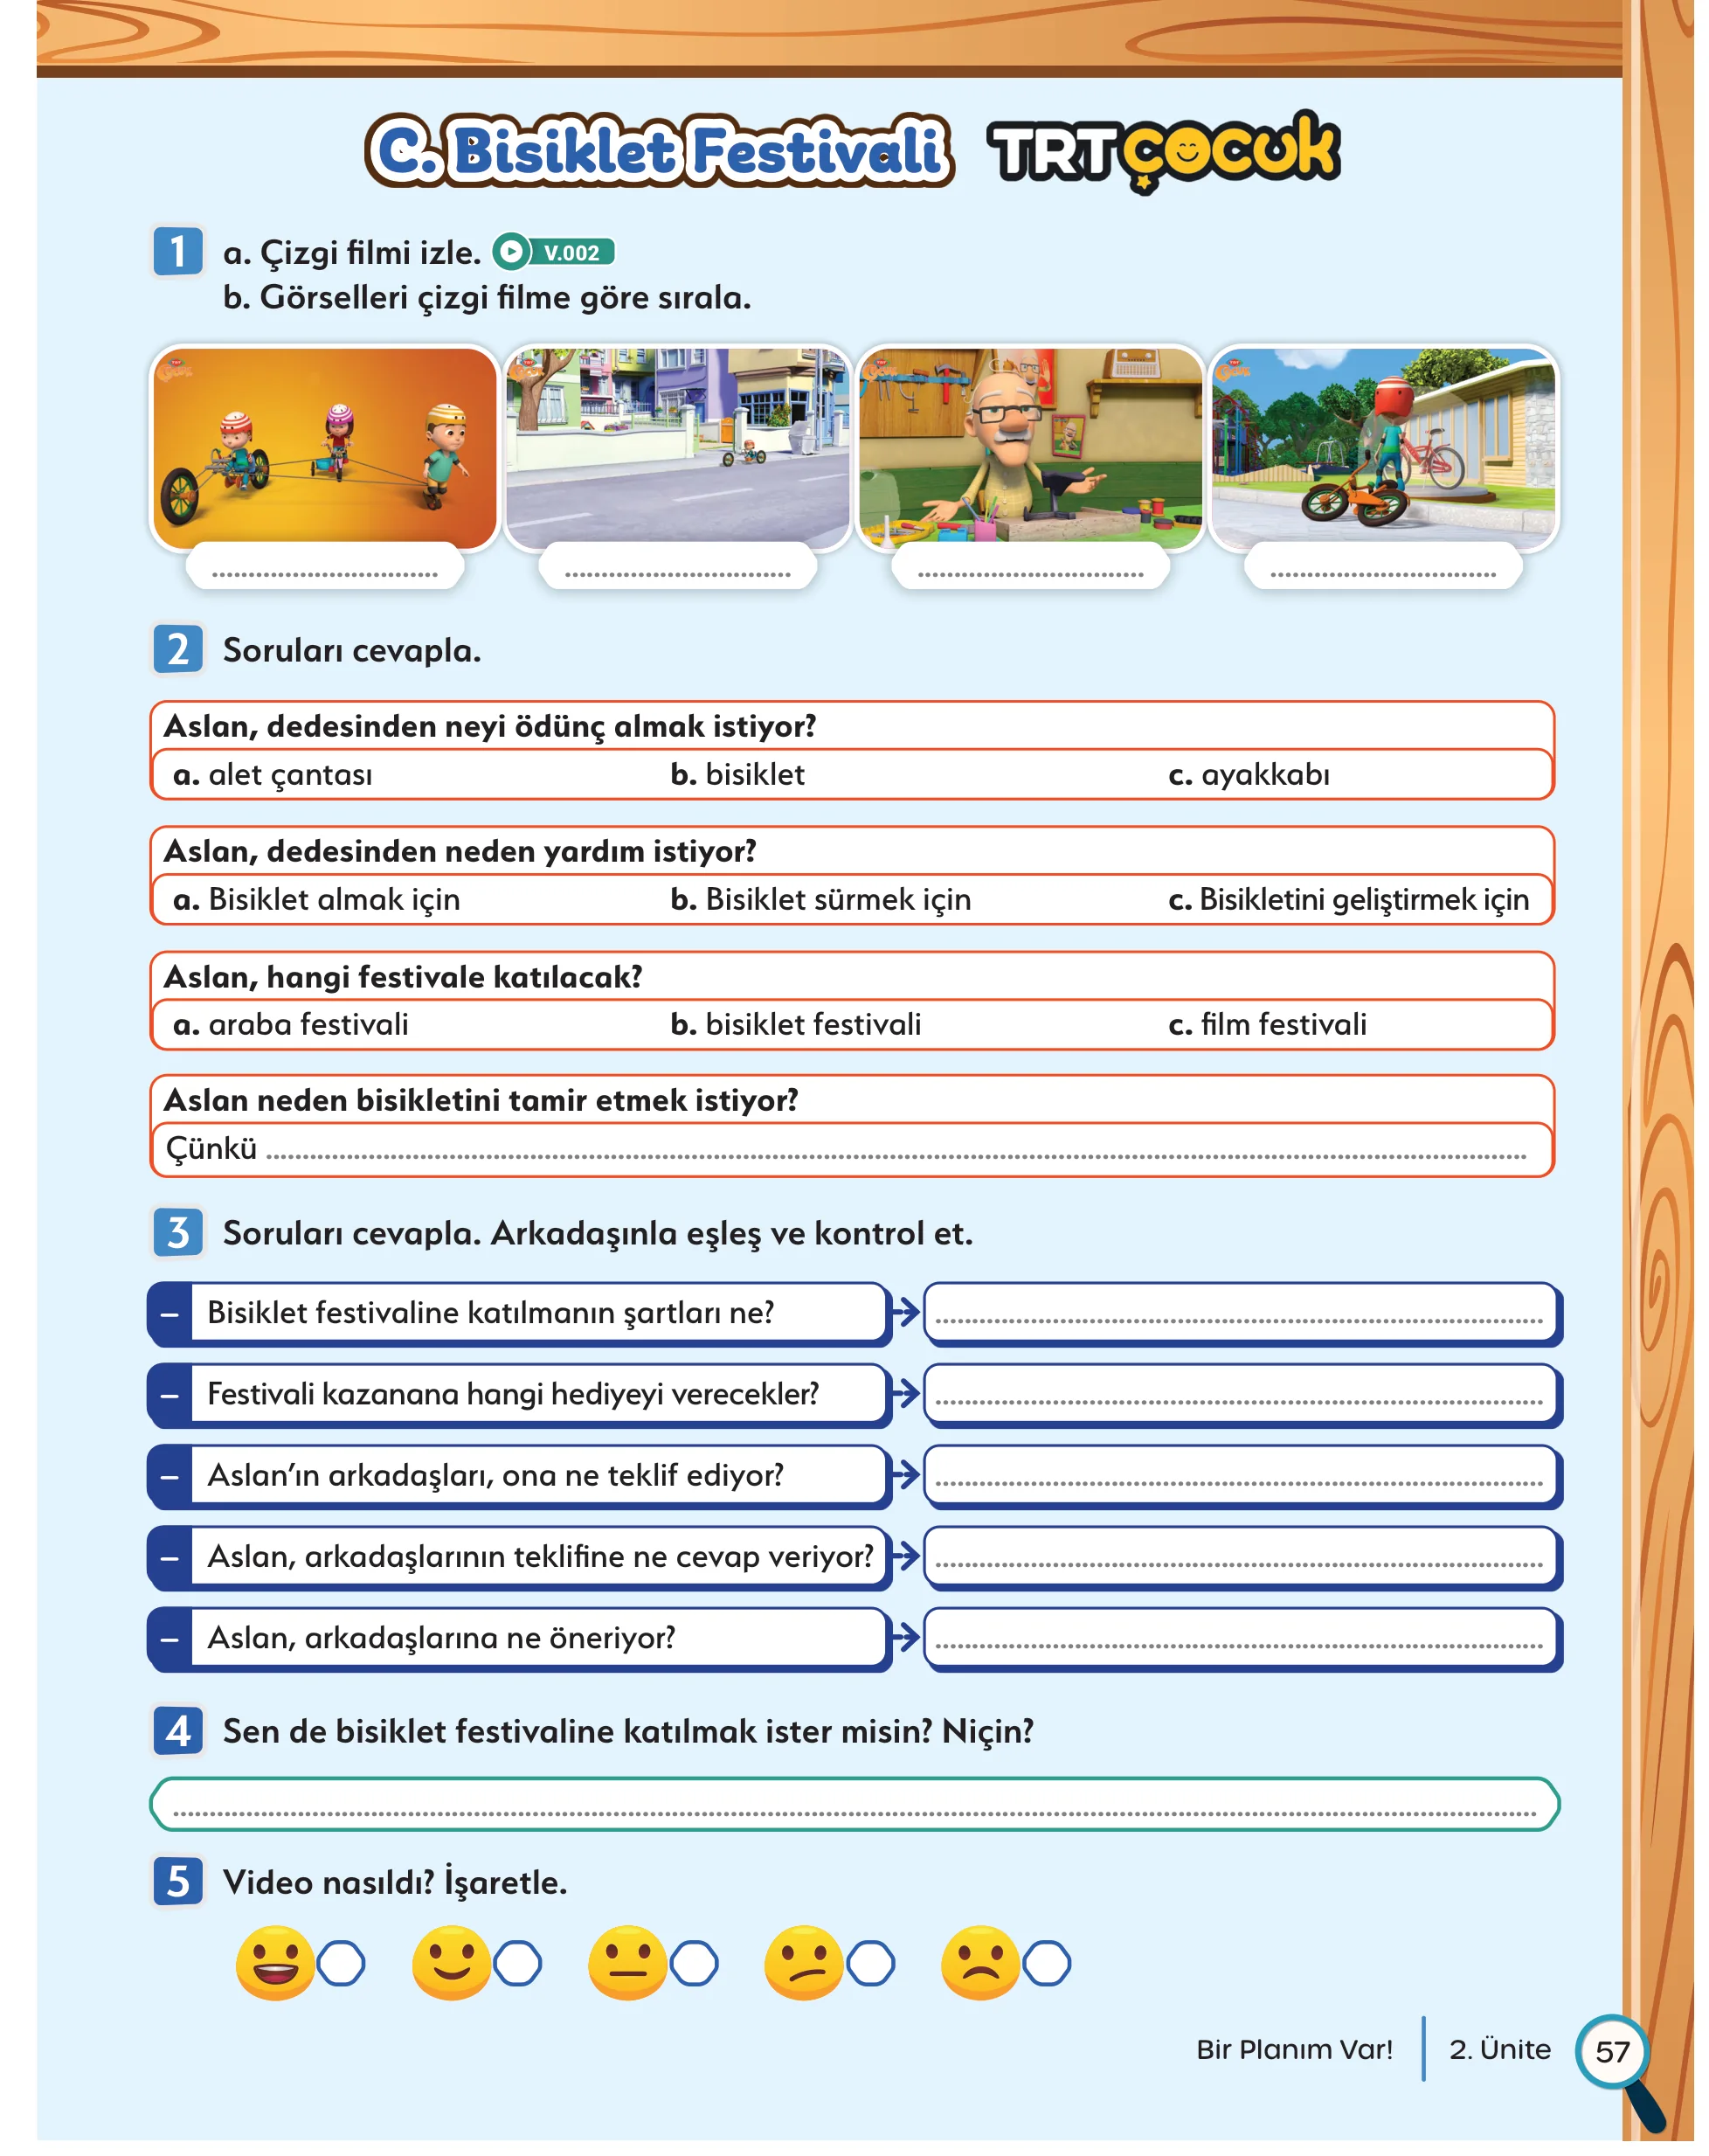 C. Bisiklet Festivali TRT ÇOCUK
1 a. Çizgi filmi izle. V.002
b. Görselleri çizgi filme göre sırala.
2 Soruları cevapla.
Aslan, dedesinden neyi ödünç almak istiyor?
a. alet çantası b. bisiklet c. ayakkabı
Aslan, dedesinden neden yardım istiyor?
a. Bisiklet almak için b. Bisiklet sürmek için c. Bisikletini geliştirmek için
Aslan, hangi festivale katılacak?
a. araba festivali b. bisiklet festivali c. film festivali
Aslan neden bisikletini tamir etmek istiyor?
Çünkü ........................................................................
3 Soruları cevapla. Arkadaşınla eşleş ve kontrol et.
– Bisiklet festivaline katılmanın şartları ne?
– Festivali kazanana hangi hediyeyi verecekler?
– Aslan’ın arkadaşları, ona ne teklif ediyor?
– Aslan, arkadaşlarının teklifine ne cevap veriyor?
– Aslan, arkadaşlarına ne öneriyor?
4 Sen de bisiklet festivaline katılmak ister misin? Niçin?
5 Video nasıldı? İşaretle.
Bir Planım Var! 2. Ünite 57